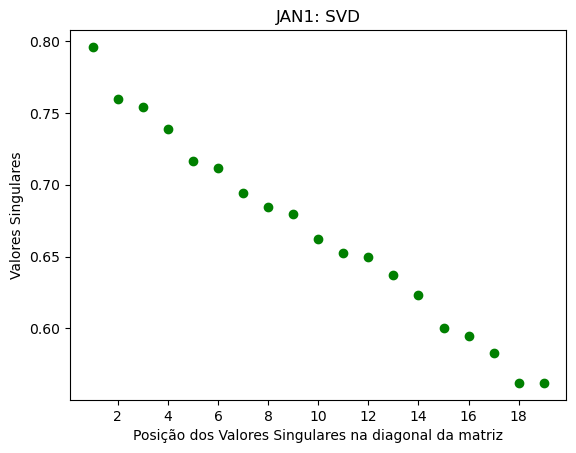 JAN1: SVD
0.80
0.75
0.70
0.65
0.60
Valores Singulares
2 4 6 8 10 12 14 16 18
Posição dos Valores Singulares na diagonal da matriz